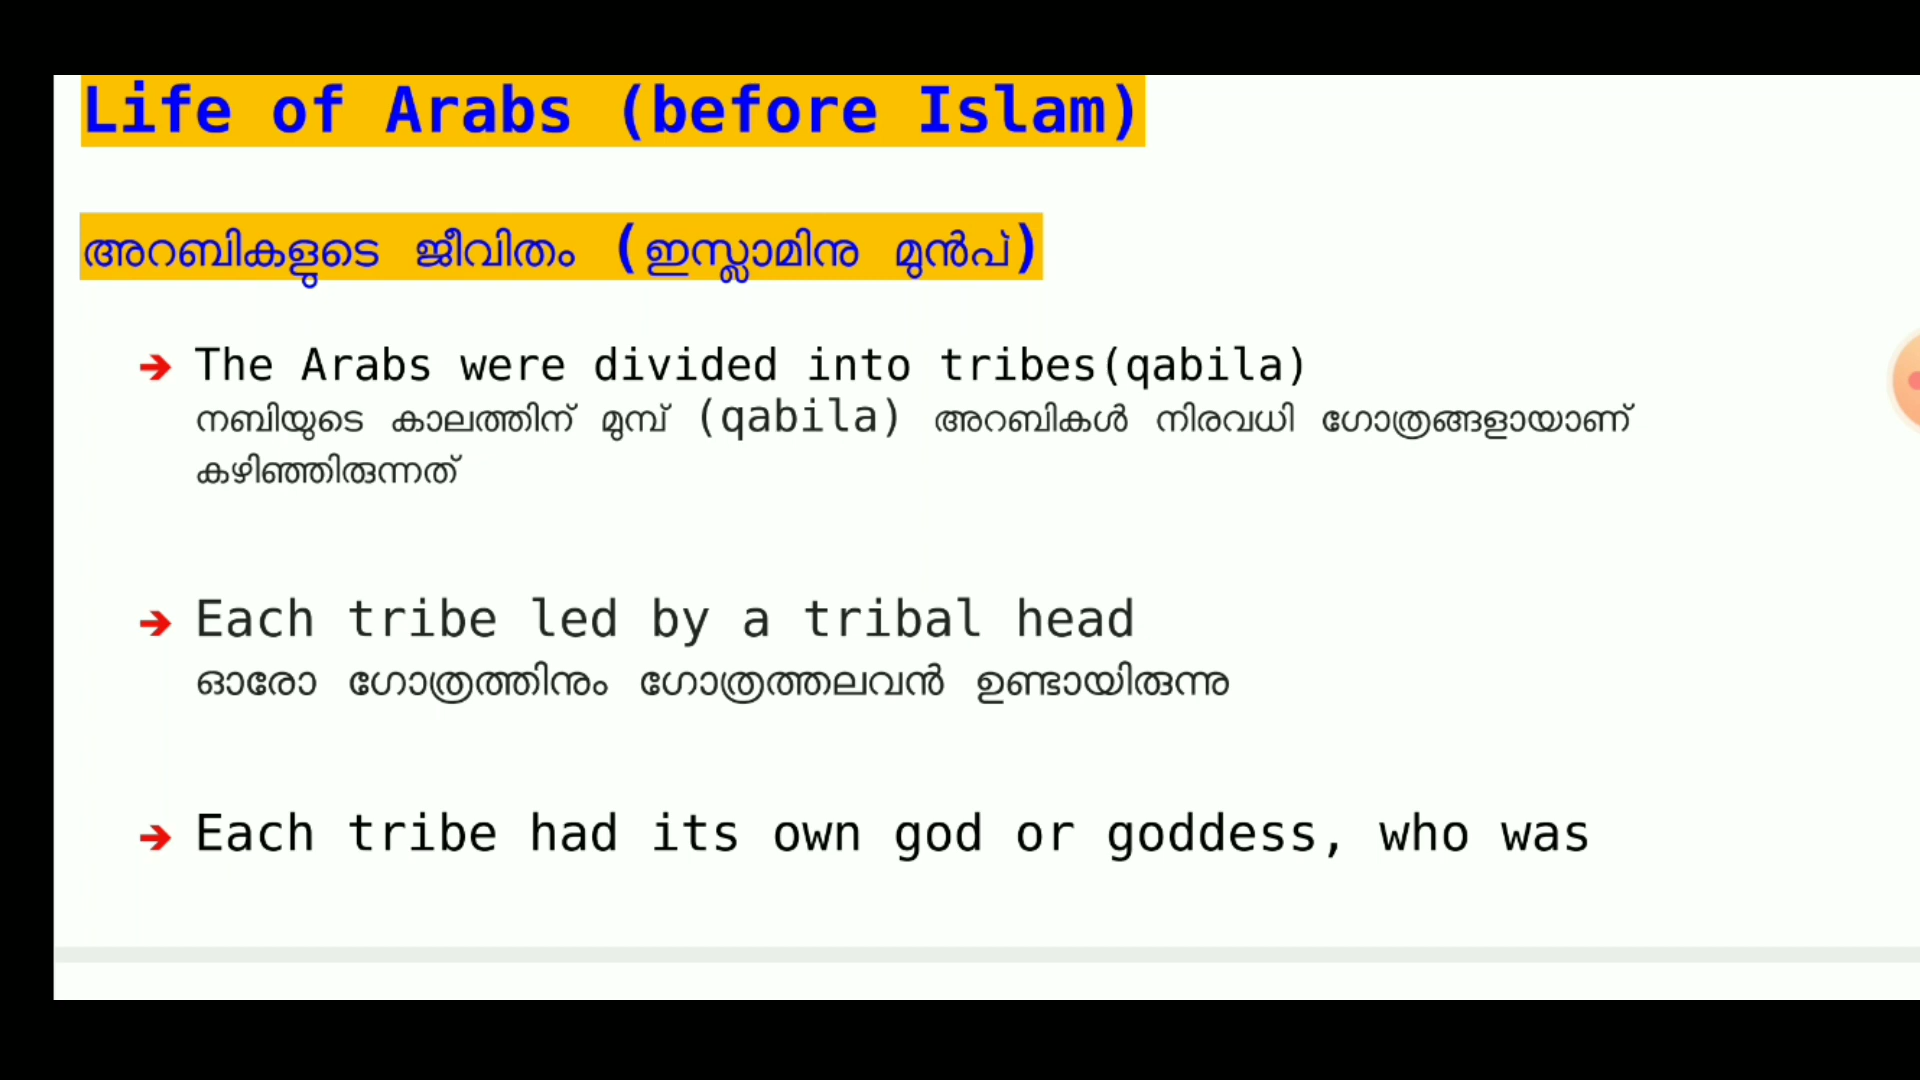 Life of Arabs (before Islam)
അറബികളുടെ ജീവിതം (ഇസ്ലാമിനു മുൻപ്)
➔ The Arabs were divided into tribes(qabila)
നബിയുടെ കാലത്തിന് മുമ്പ് (qabila) അറബികൾ നിരവധി ഗോത്രങ്ങളായാണ്
കഴിഞ്ഞിരുന്നത്
➔ Each tribe led by a tribal head
ഓരോ ഗോത്രത്തിനും ഗോത്രത്തലവൻ ഉണ്ടായിരുന്നു
➔ Each tribe had its own god or goddess, who was